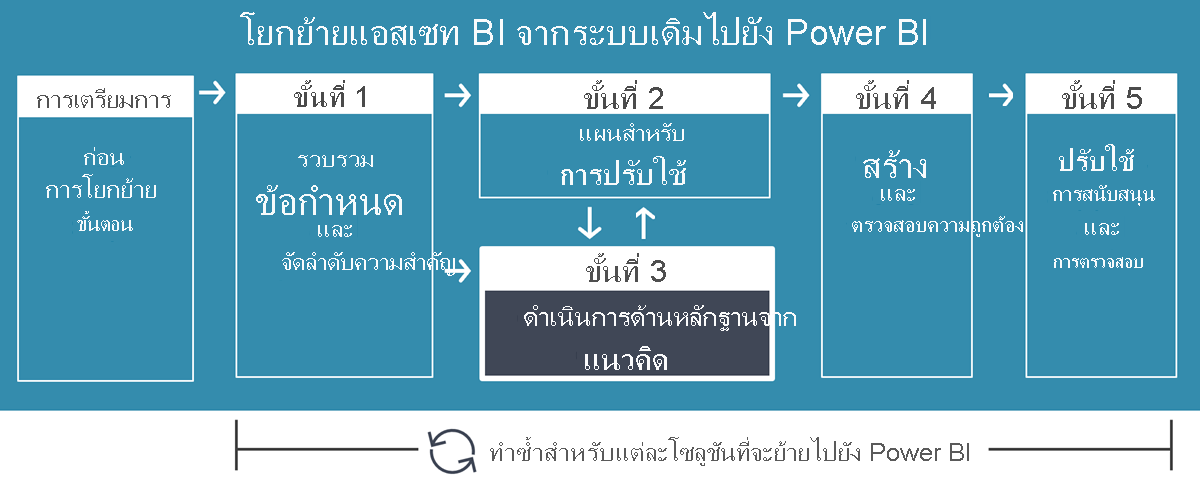 โยกย้ายแอสเซท BI จากระบบเดิมไปยัง Power BI
การเตรียมการ
ก่อน
การโยกย้าย
ขั้นตอน
ขั้นที่ 1
รวบรวม
ข้อกำหนด
และ
จัดลำดับความสำคัญ
ขั้นที่ 2
แผนสำหรับ
การปรับใช้
ขั้นที่ 3
ดำเนินการด้านหลักฐานจาก
แนวคิด
ขั้นที่ 4
สร้าง
และ
ตรวจสอบความถูกต้อง
ขั้นที่ 5
ปรับใช้
การสนับสนุน
และ
การตรวจสอบ
ทำซ้ำสำหรับแต่ละโซลูชันที่จะย้ายไปยัง Power BI